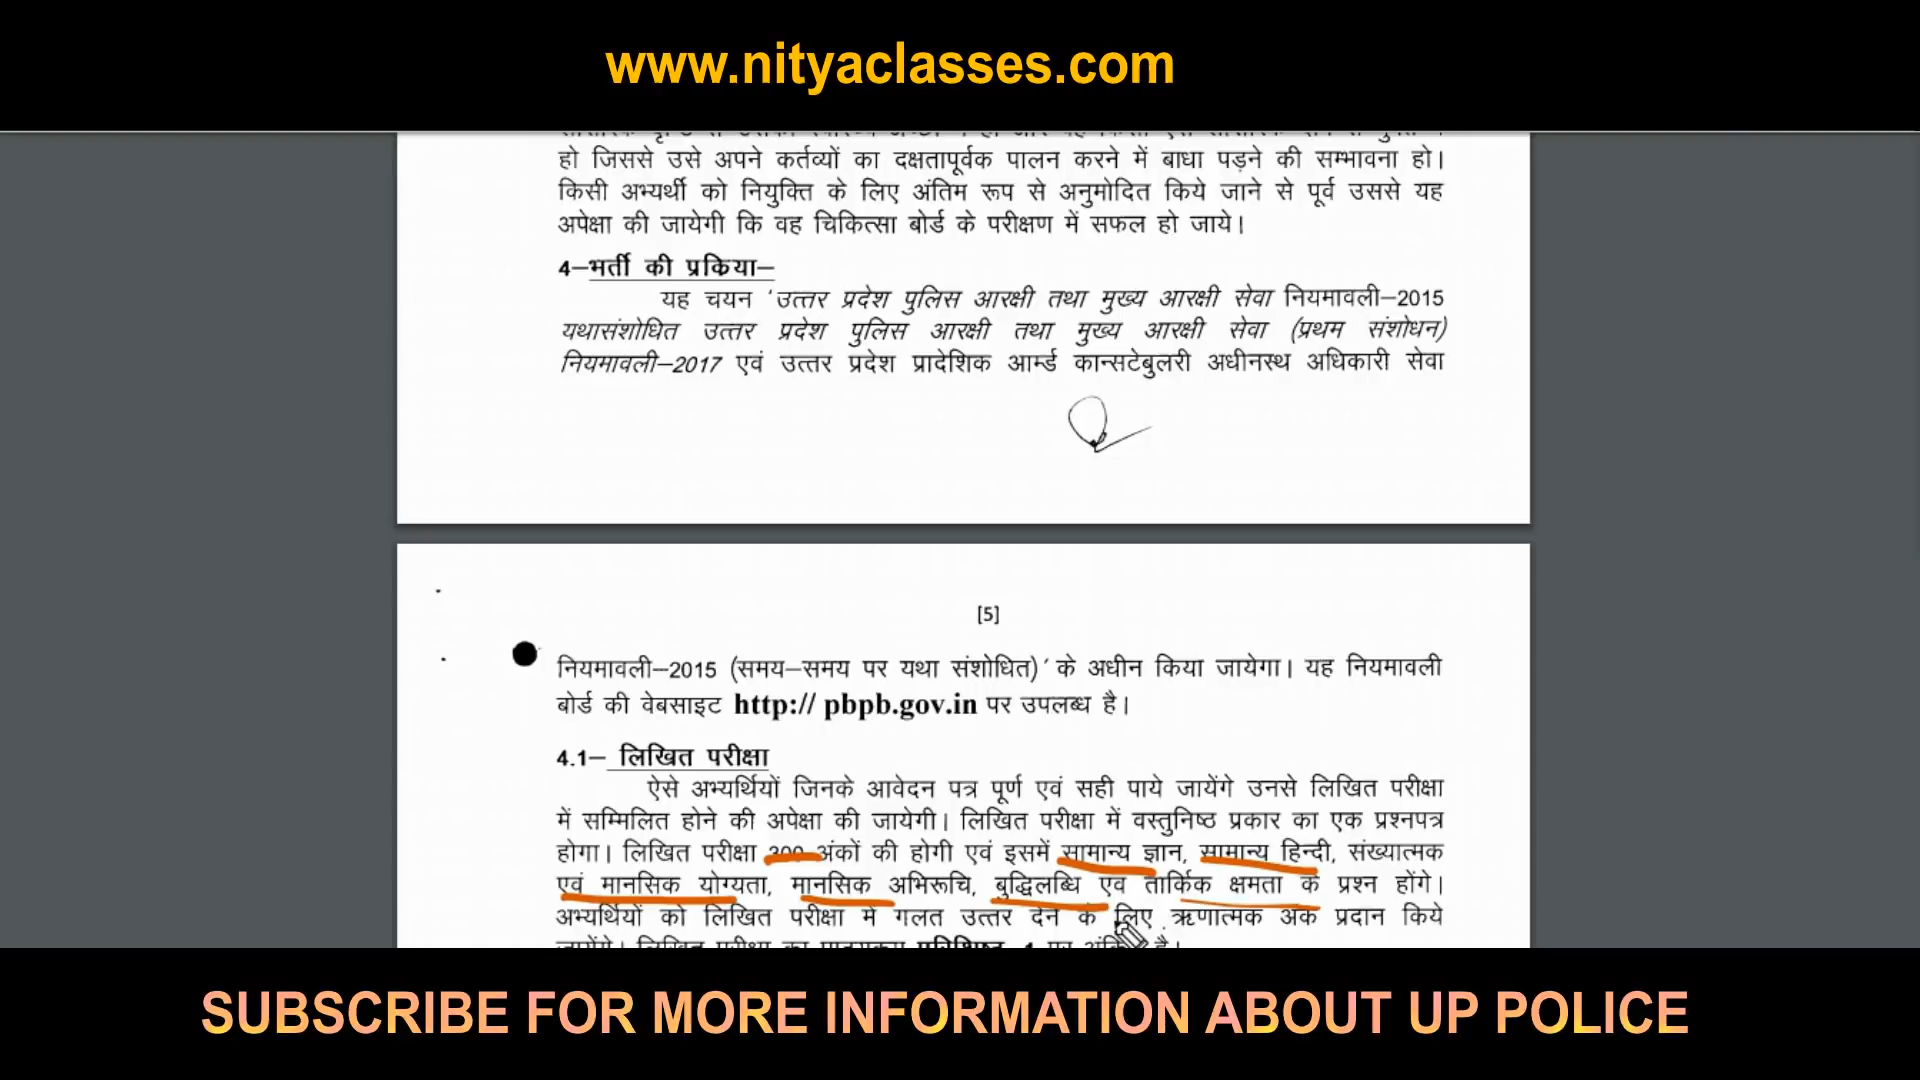 www.nityaclasses.com
हो जिससे उसे अपने कर्तव्यों का दक्षतापूर्वक पालन करने में बाधा पड़ने की सम्भावना हो।
किसी अभ्यर्थी को नियुक्ति के लिए अंतिम रूप से अनुमोदित किये जाने से पूर्व उससे यह
अपेक्षा की जायेगी कि वह चिकित्सा बोर्ड के परीक्षण में सफल हो जाये।
4–भर्ती की प्रकिया–
यह चयन 'उत्तर प्रदेश पुलिस आरक्षी तथा मुख्य आरक्षी सेवा नियमावली–2015
यथासंशोधित उत्तर प्रदेश पुलिस आरक्षी तथा मुख्य आरक्षी सेवा (प्रथम संशोधन)
नियमावली–2017 एवं उत्तर प्रदेश प्रादेशिक आर्म्ड कान्सटेबुलरी अधीनस्थ अधिकारी सेवा
[5]
नियमावली–2015 (समय–समय पर यथा संशोधित)' के अधीन किया जायेगा। यह नियमावली
बोर्ड की वेबसाइट http:// pbpb.gov.in पर उपलब्ध है।
4.1– लिखित परीक्षा
ऐसे अभ्यर्थियों जिनके आवेदन पत्र पूर्ण एवं सही पाये जायेंगे उनसे लिखित परीक्षा
में सम्मिलित होने की अपेक्षा की जायेगी। लिखित परीक्षा में वस्तुनिष्ठ प्रकार का एक प्रश्नपत्र
होगा। लिखित परीक्षा 300 अंकों की होगी एवं इसमें सामान्य ज्ञान, सामान्य हिन्दी, संख्यात्मक
एवं मानसिक योग्यता, मानसिक अभिरूचि, बुद्धिलब्धि एवं तार्किक क्षमता के प्रश्न होंगे।
अभ्यर्थियों को लिखित परीक्षा में गलत उत्तर देने के लिए ऋणात्मक अंक प्रदान किये
SUBSCRIBE FOR MORE INFORMATION ABOUT UP POLICE